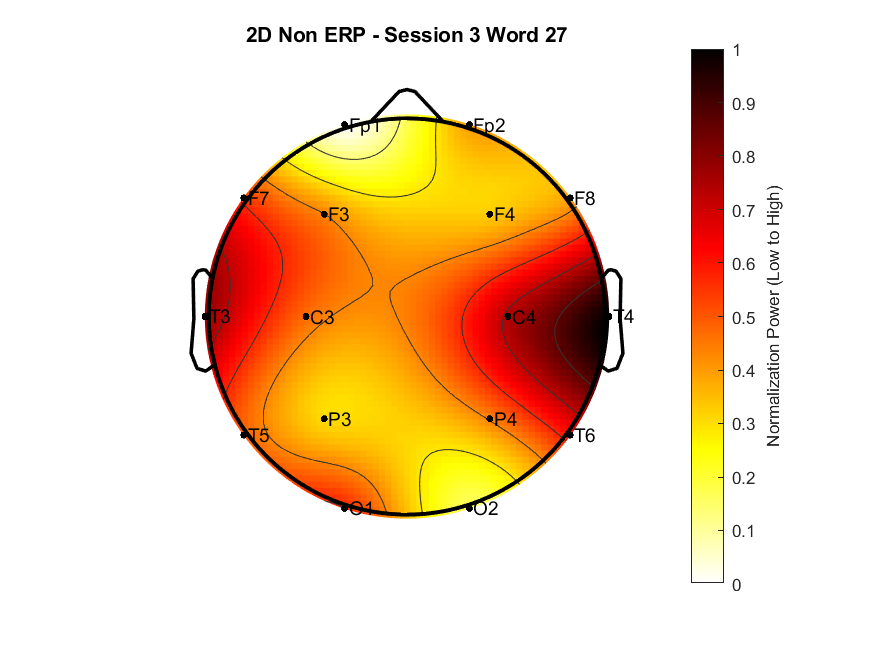 2D Non ERP - Session 3 Word 27
Fp1 Fp2
F7 F8
F3 F4
T3 C3 C4 T4
P3 P4
T5 T6
O1 O2
1
0.9
0.8
0.7
0.6
0.5
0.4
0.3
0.2
0.1
0
Normalization Power (Low to High)